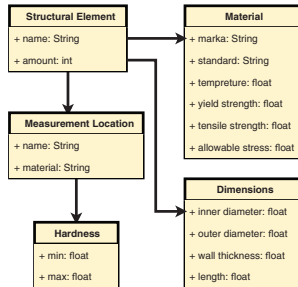 Structural Element
+ name: String
+ amount: int
Material
+ marka: String
+ standard: String
+ tempreture: float
+ yield strength: float
+ tensile strength: float
+ allowable stress: float
Measurement Location
+ name: String
+ material: String
Dimensions
+ inner diameter: float
+ outer diameter: float
+ wall thickness: float
+ length: float
Hardness
+ min: float
+ max: float